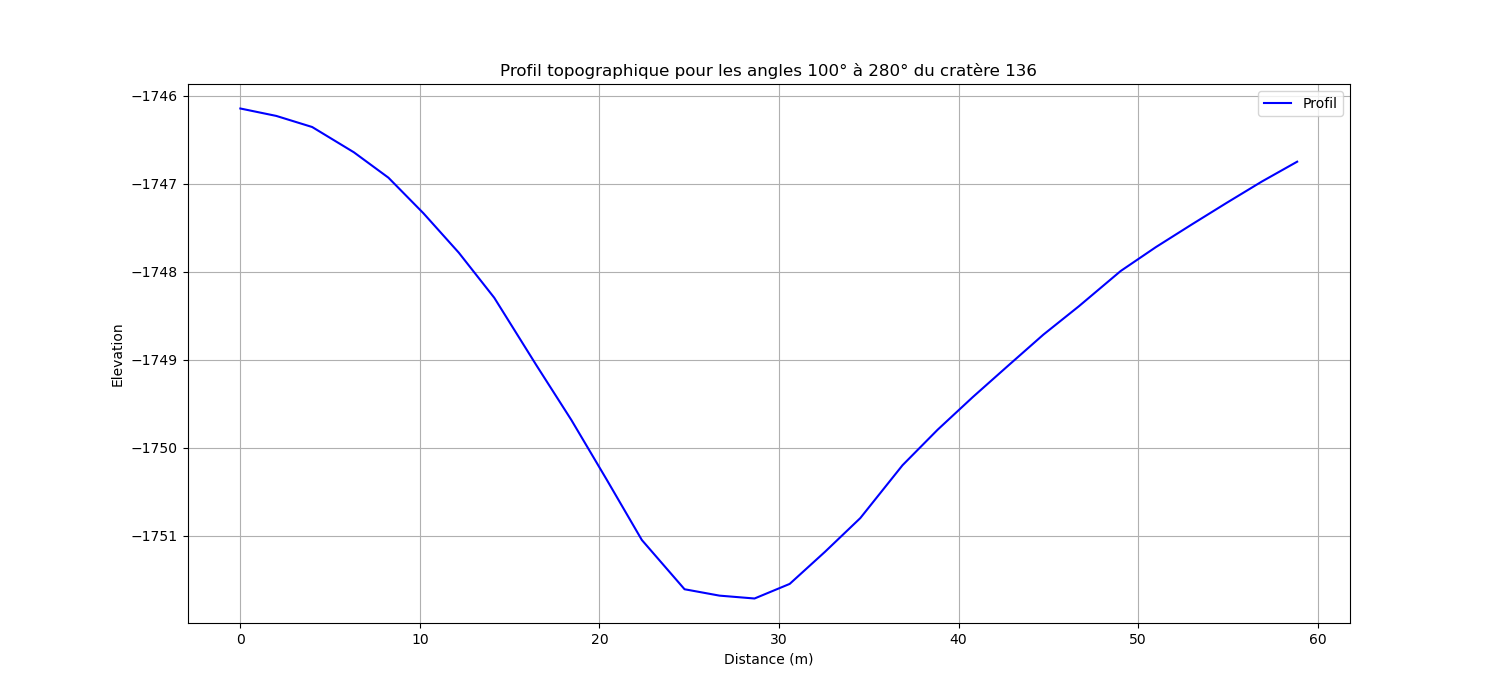 Profil topographique pour les angles 100° à 280° du cratère 136
Profil
−1746
−1747
−1748
−1749
−1750
−1751
Elevation
0 10 20 30 40 50 60
Distance (m)